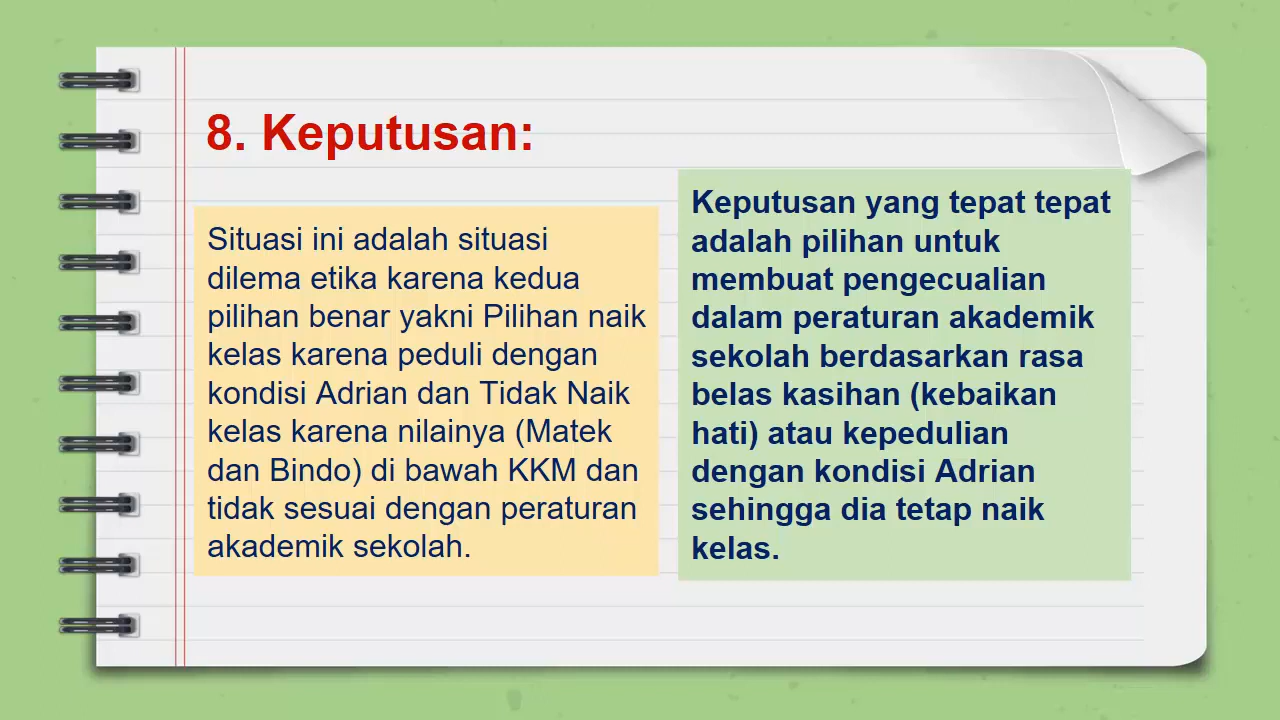 8. Keputusan:
Situasi ini adalah situasi
dilema etika karena kedua
pilihan benar yakni Pilihan naik
kelas karena peduli dengan
kondisi Adrian dan Tidak Naik
kelas karena nilainya (Matek
dan Bindo) di bawah KKM dan
tidak sesuai dengan peraturan
akademik sekolah.
Keputusan yang tepat tepat
adalah pilihan untuk
membuat pengecualian
dalam peraturan akademik
sekolah berdasarkan rasa
belas kasihan (kebaikan
hati) atau kepedulian
dengan kondisi Adrian
sehingga dia tetap naik
kelas.